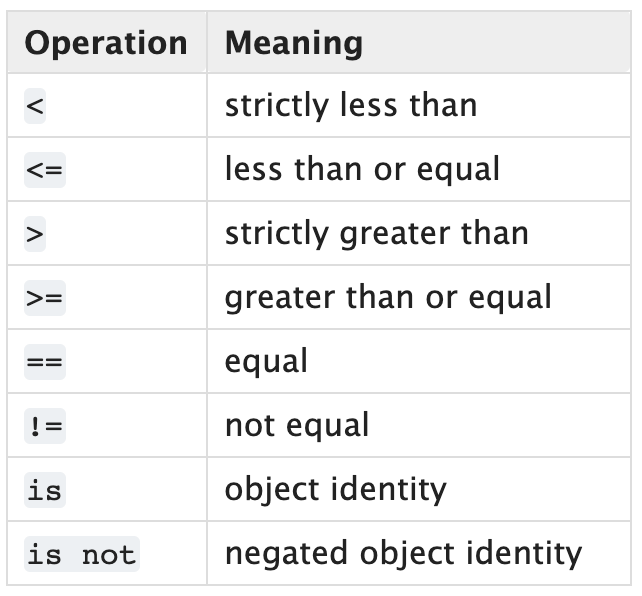 Operation Meaning
< strictly less than
<= less than or equal
> strictly greater than
>= greater than or equal
== equal
!= not equal
is object identity
is not negated object identity